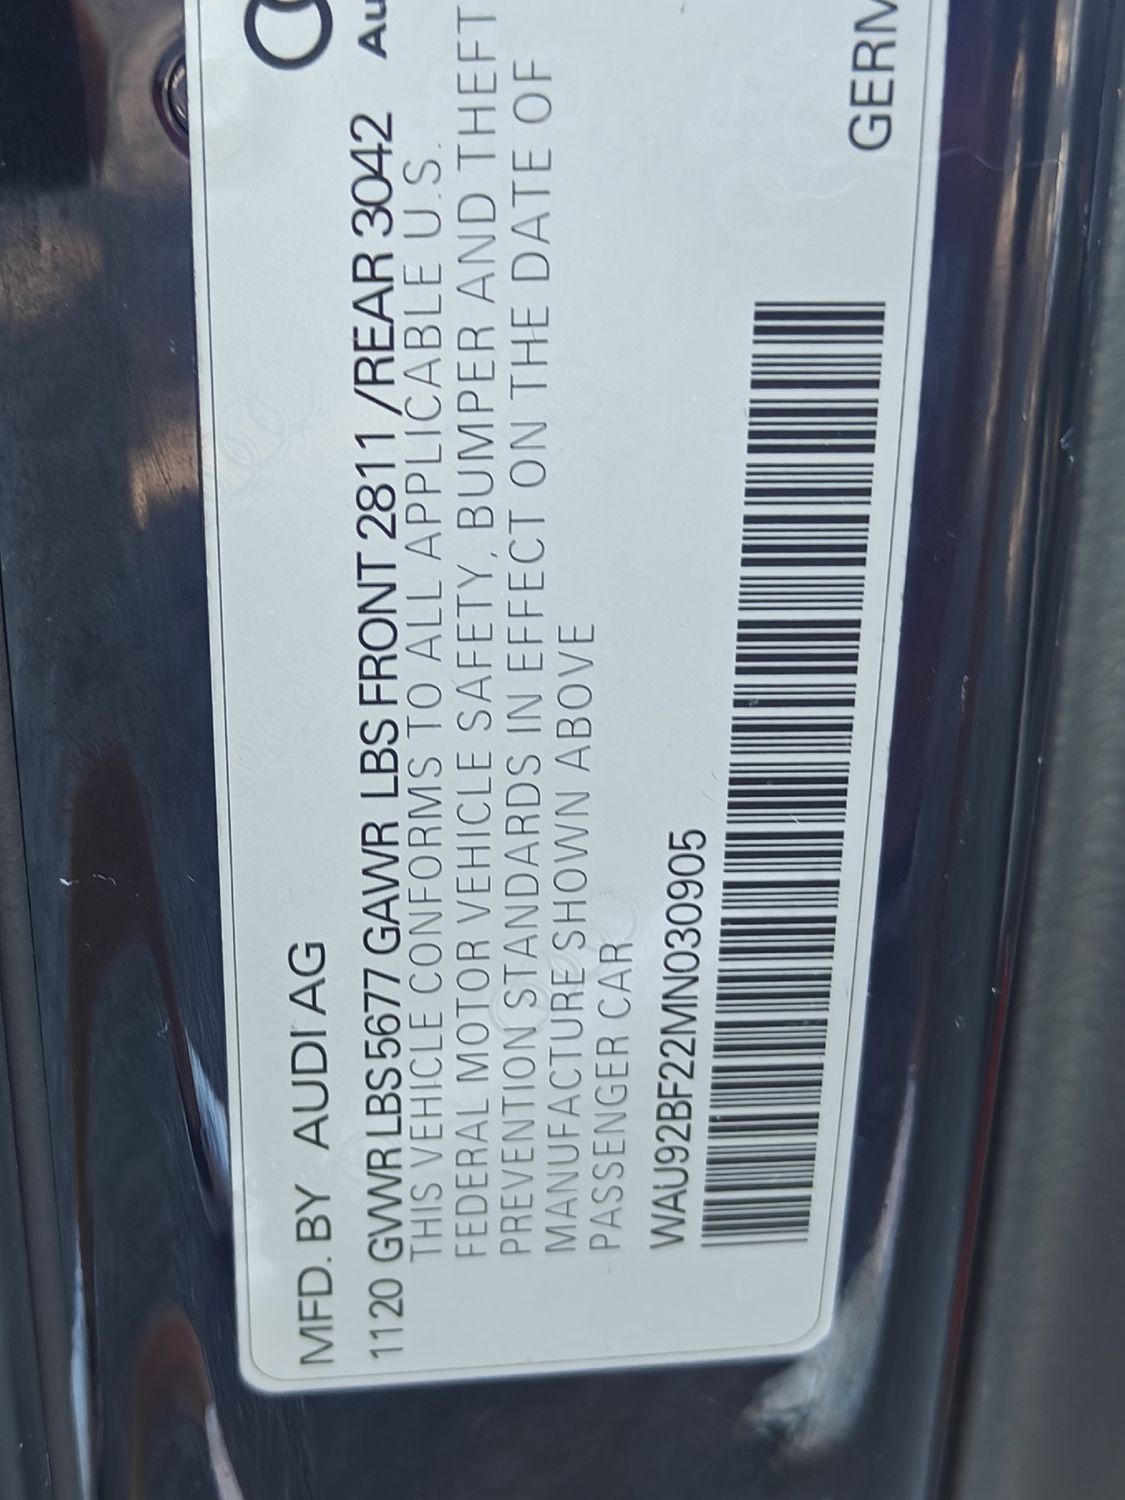 MFD. BY AUDI AG
1120 GVWR LBS 5677 GAWR LBS FRONT 2811 /REAR 3042 Au
THIS VEHICLE CONFORMS TO ALL APPLICABLE U.S.
FEDERAL MOTOR VEHICLE SAFETY, BUMPER AND THEFT
PREVENTION STANDARDS IN EFFECT ON THE DATE OF
MANUFACTURE SHOWN ABOVE
PASSENGER CAR
WAU92BF22MN030905
GERM